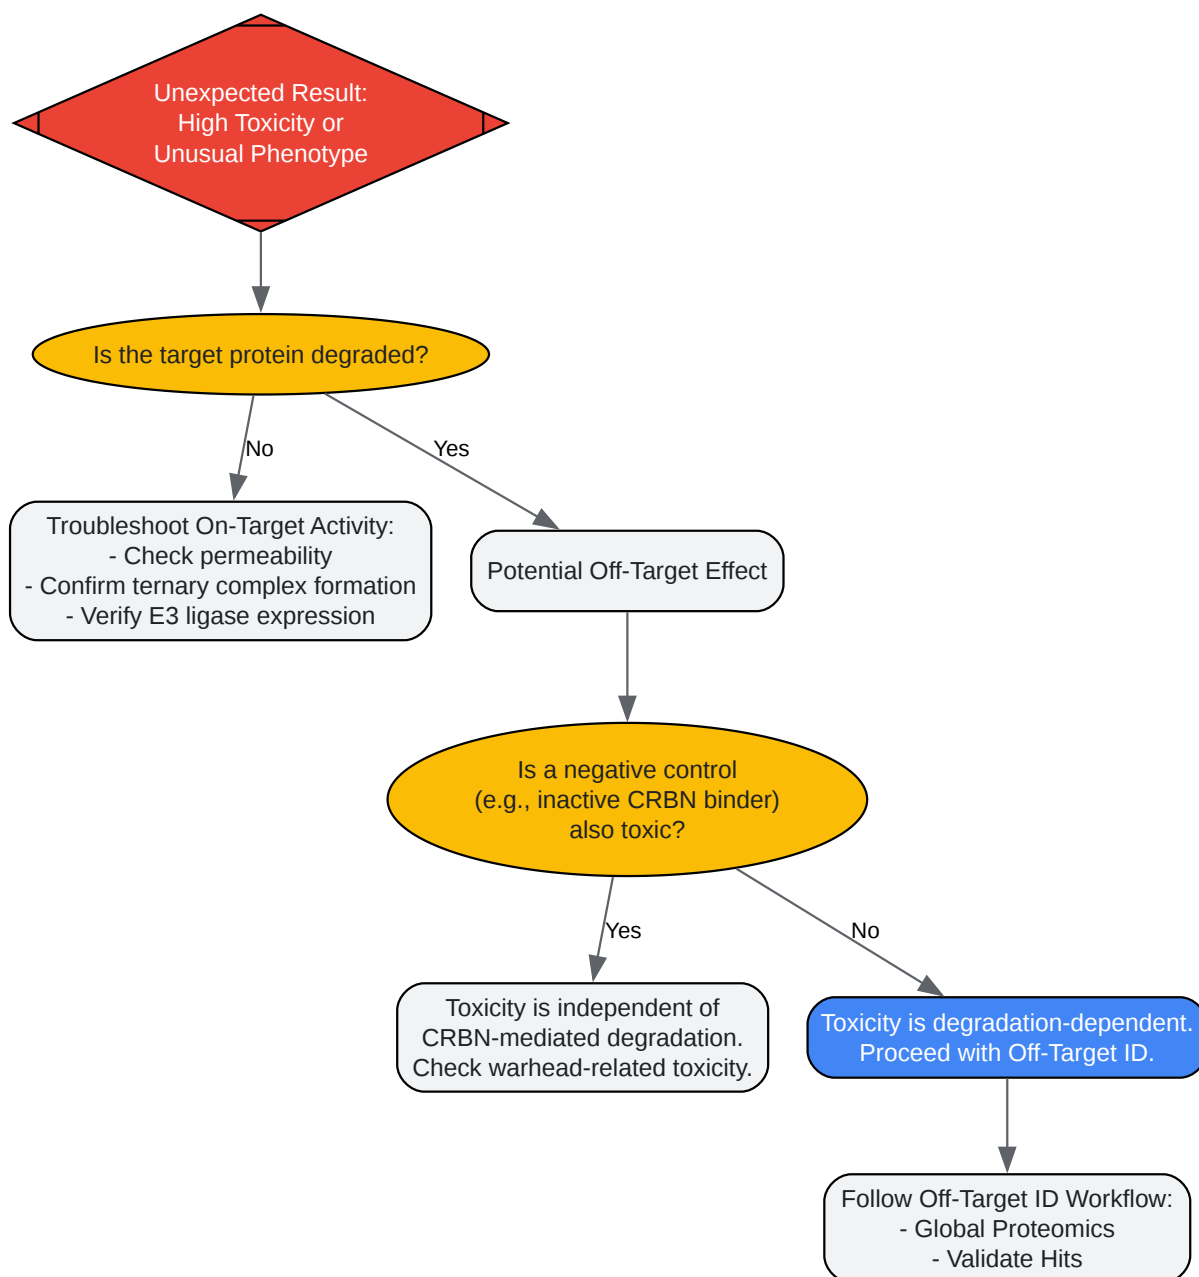 Unexpected Result:
High Toxicity or
Unusual Phenotype
Is the target protein degraded?
No
Yes
Troubleshoot On-Target Activity:
- Check permeability
- Confirm ternary complex formation
- Verify E3 ligase expression
Potential Off-Target Effect
Is a negative control
(e.g., inactive CRBN binder)
also toxic?
Yes
No
Toxicity is independent of
CRBN-mediated degradation.
Check warhead-related toxicity.
Toxicity is degradation-dependent.
Proceed with Off-Target ID.
Follow Off-Target ID Workflow:
- Global Proteomics
- Validate Hits